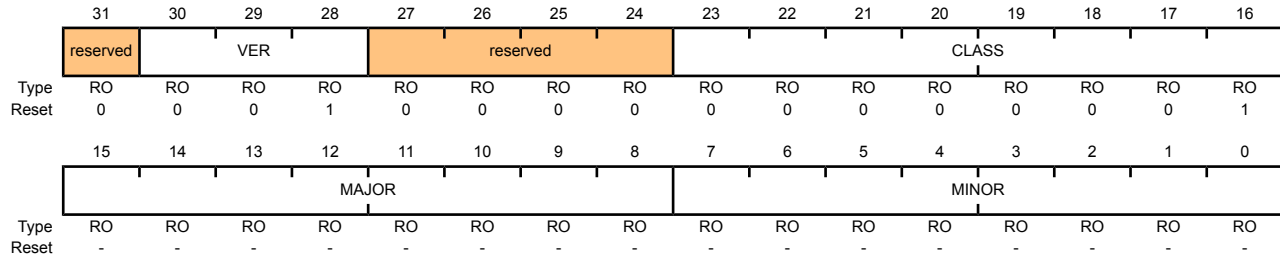 31 30 29 28 27 26 25 24 23 22 21 20 19 18 17 16
reserved VER reserved CLASS
Type RO RO RO RO RO RO RO RO RO RO RO RO RO RO RO RO
Reset 0 0 0 1 0 0 0 0 0 0 0 0 0 0 0 1
15 14 13 12 11 10 9 8 7 6 5 4 3 2 1 0
MAJOR MINOR
Type RO RO RO RO RO RO RO RO RO RO RO RO RO RO RO RO
Reset - - - - - - - - - - - - - - - -